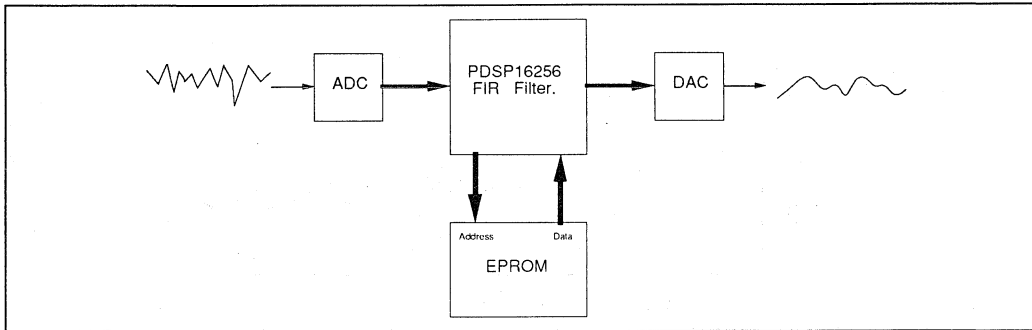 PDSP16256
FIR Filter.
ADC
DAC
Address
Data
EPROM